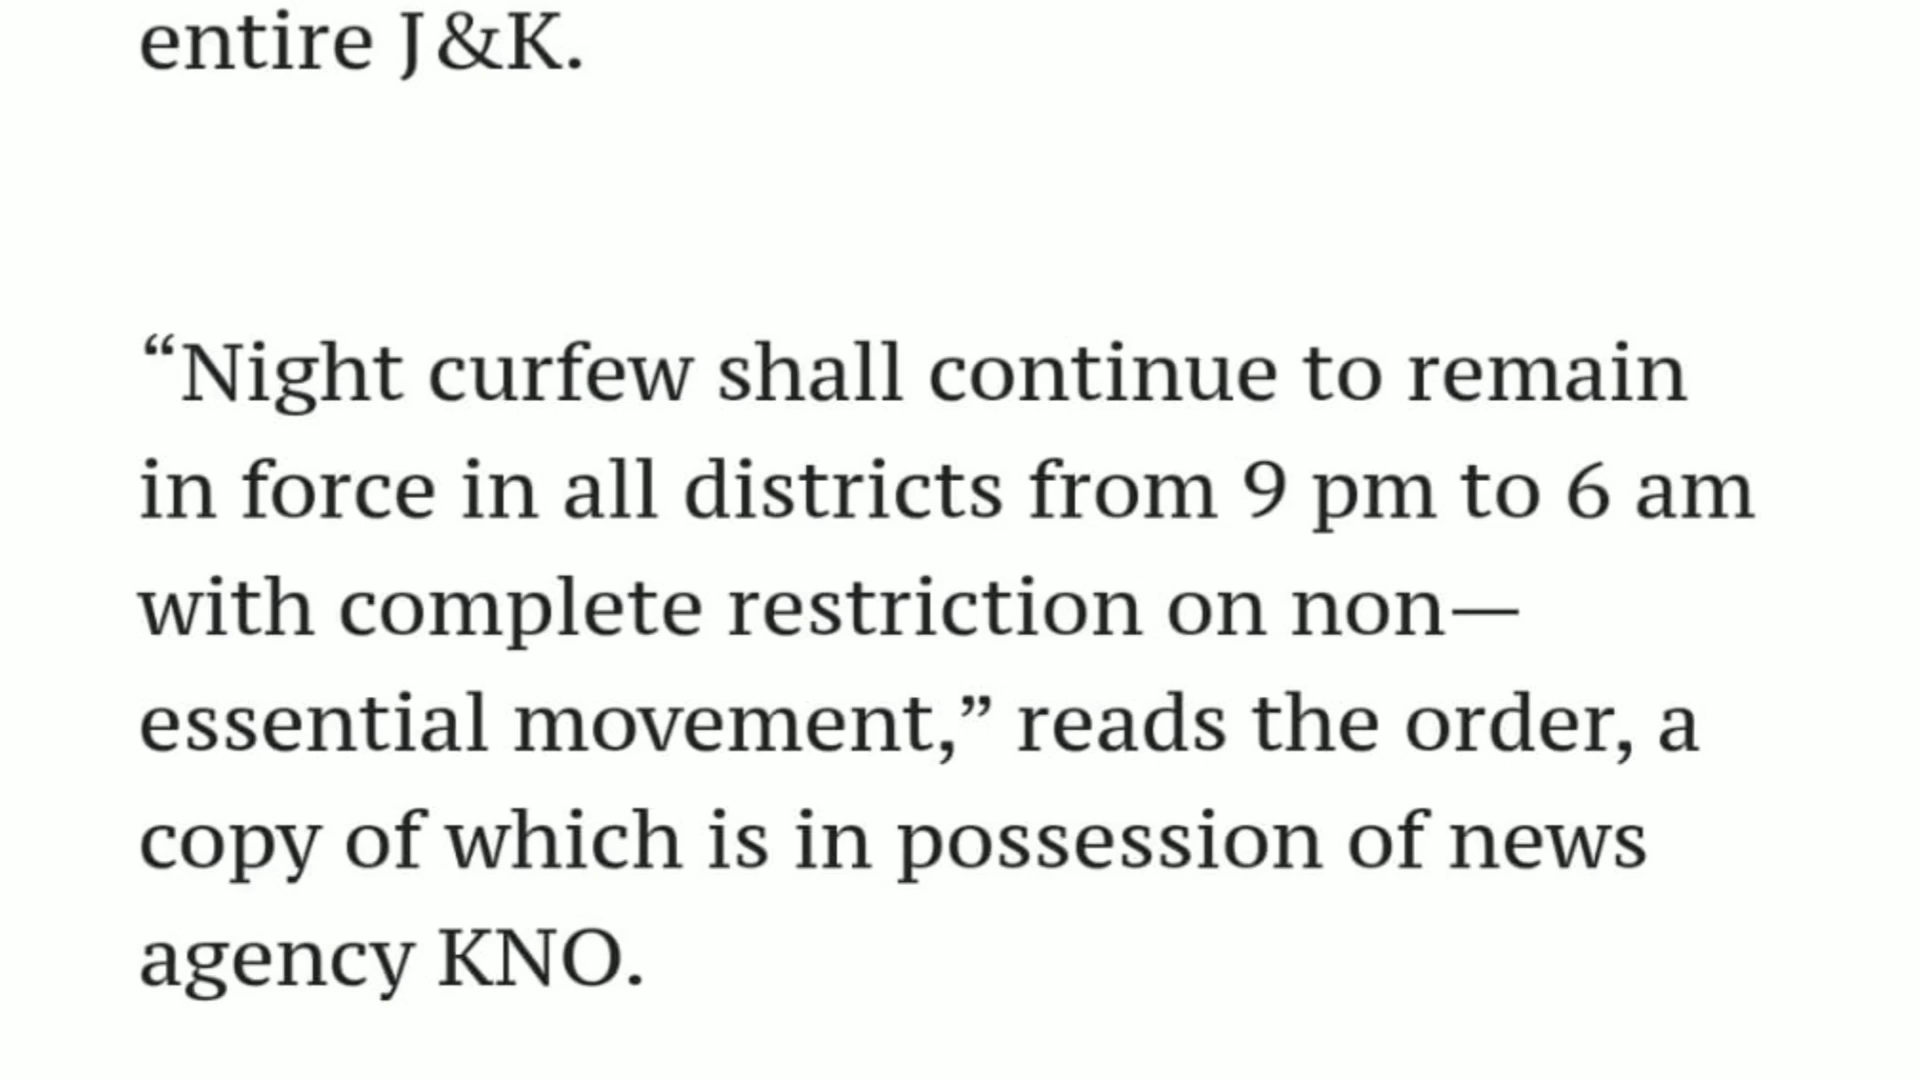 entire J&K.
“Night curfew shall continue to remain
in force in all districts from 9 pm to 6 am
with complete restriction on non—
essential movement,” reads the order, a
copy of which is in possession of news
agency KNO.